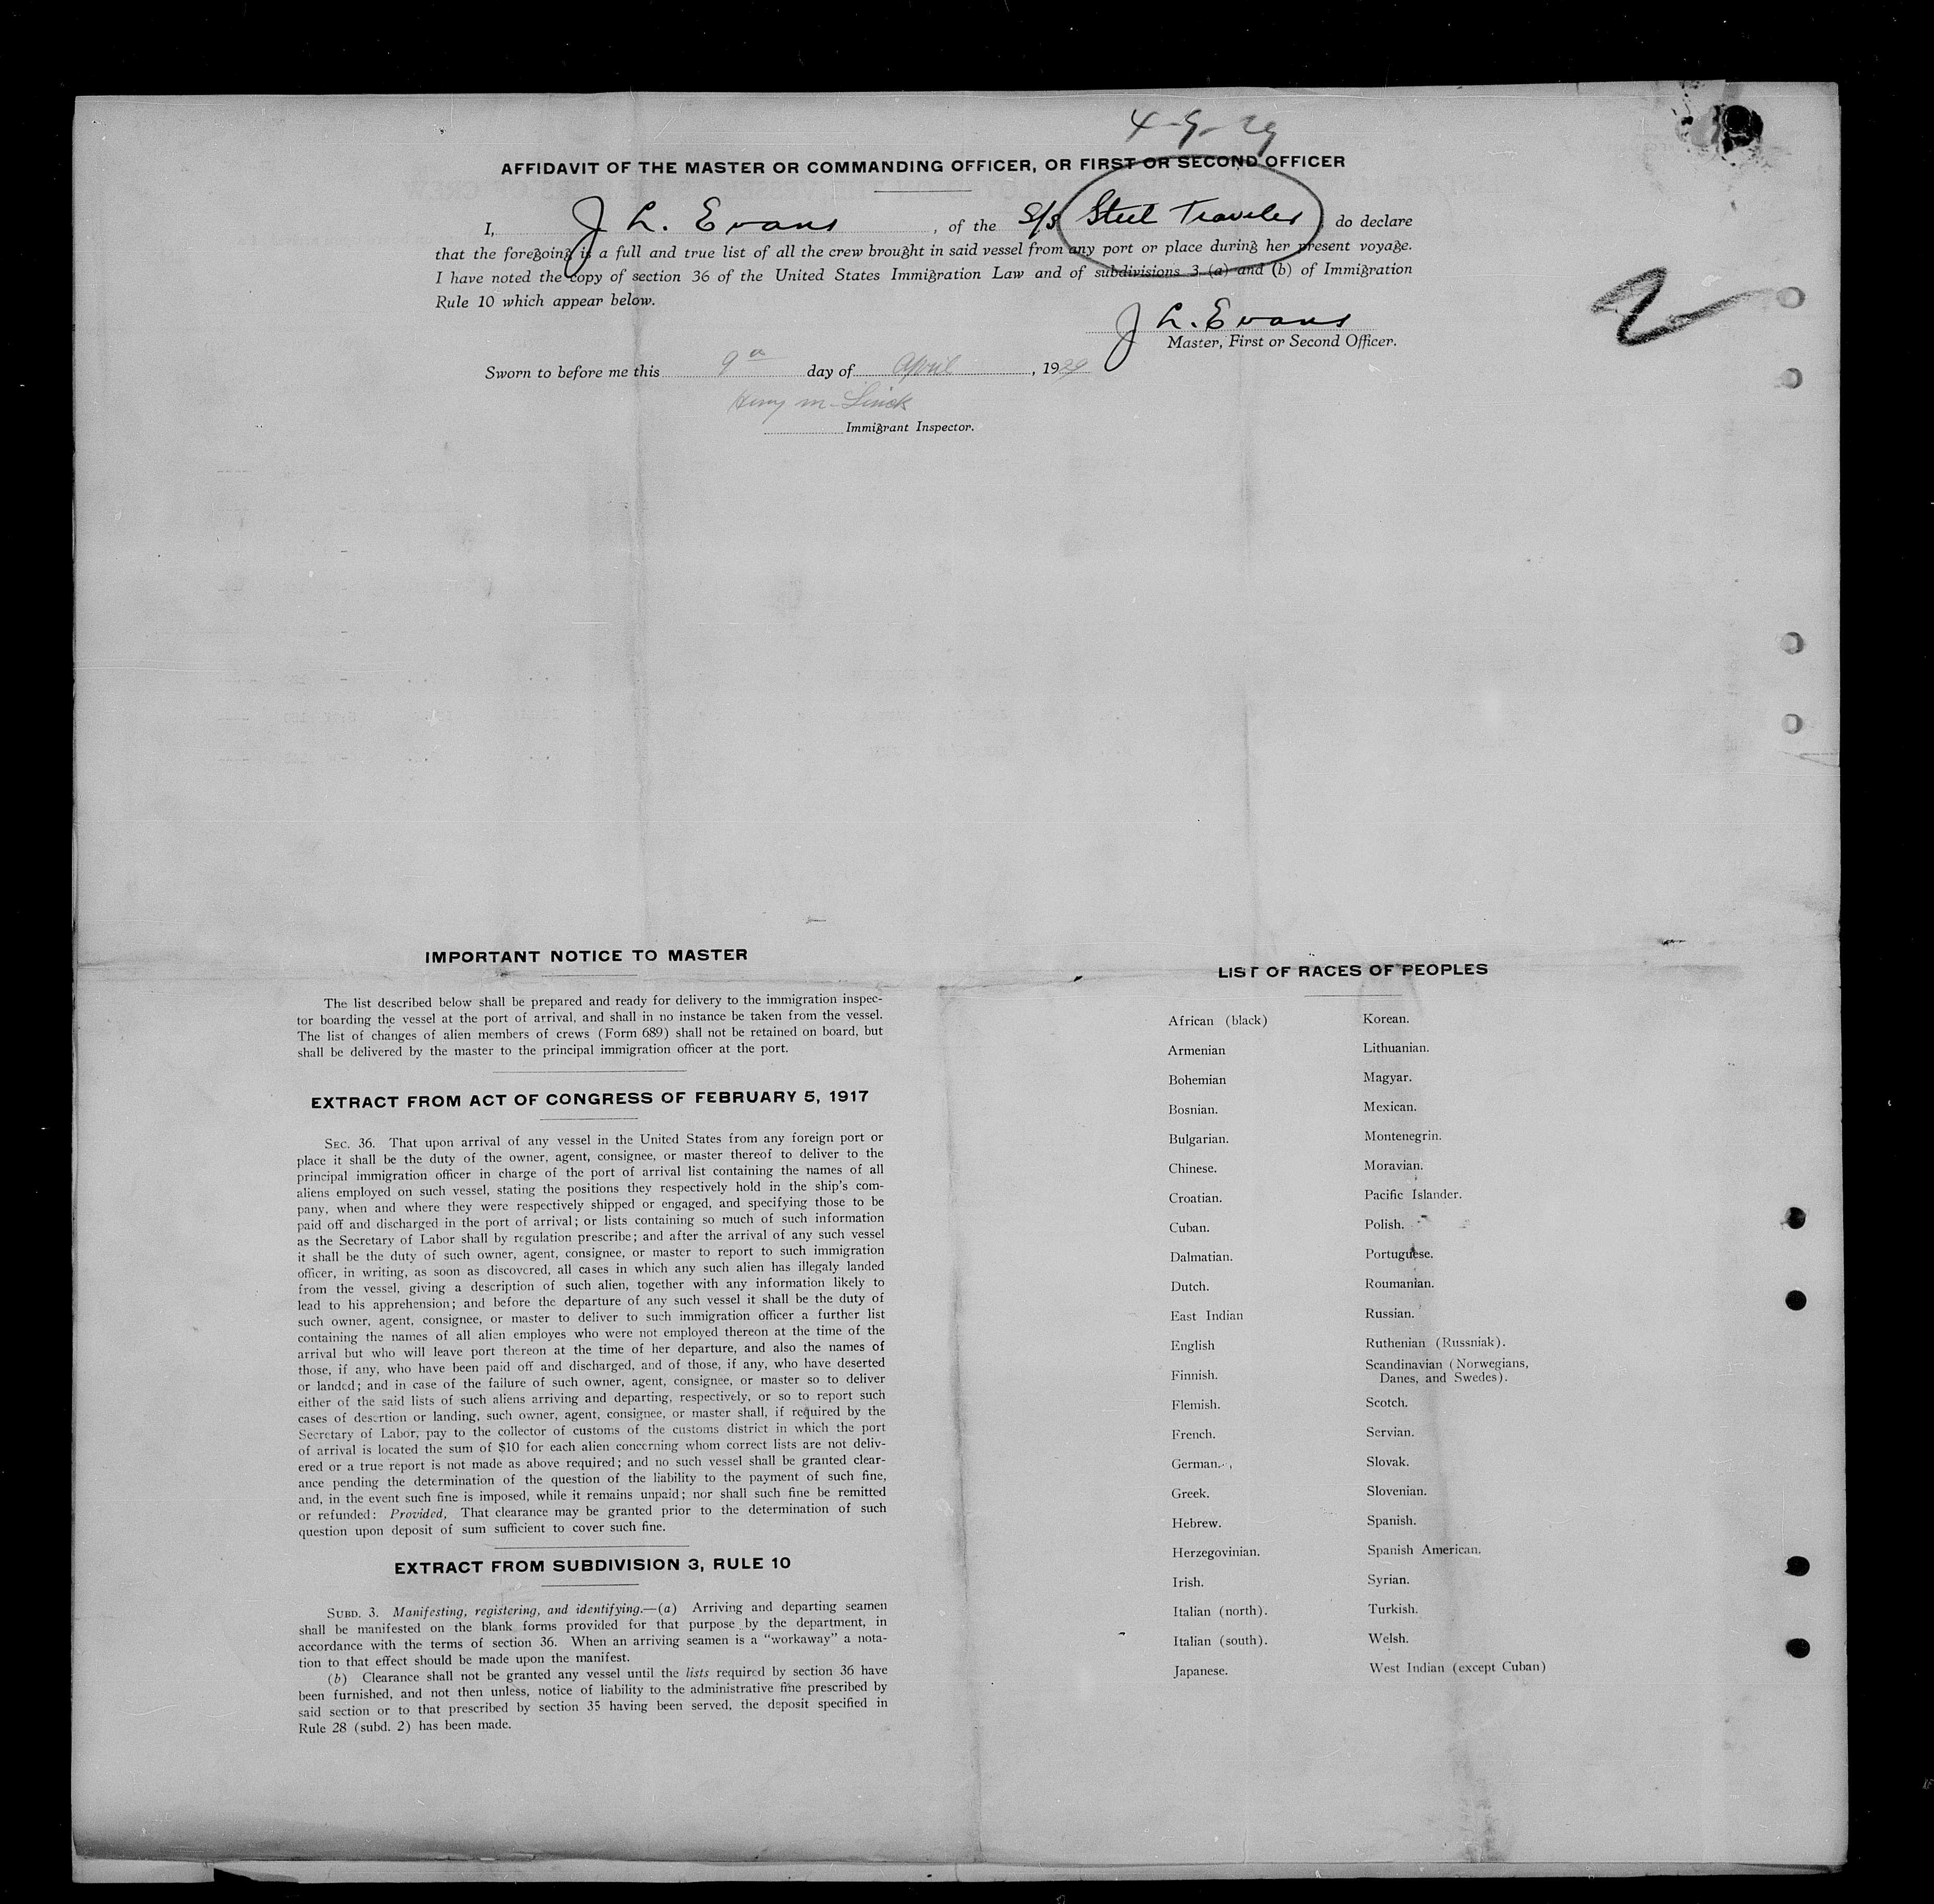 4-9-29
AFFIDAVIT OF THE MASTER OR COMMANDING OFFICER, OR FIRST OR SECOND OFFICER
I, J L. Evans, of the S/S Steel Traveler, do declare
that the foregoing is a full and true list of all the crew brought in said vessel from any port or place during her present voyage.
I have noted the copy of section 36 of the United States Immigration Law and of subdivisions 3 (a) and (b) of Immigration
Rule 10 which appear below.
2
J L. Evans
Master, First or Second Officer.
Sworn to before me this 9th day of April, 1929
Henry M.
Immigrant Inspector.
IMPORTANT NOTICE TO MASTER
The list described below shall be prepared and ready for delivery to the immigration inspec-
tor boarding the vessel at the port of arrival, and shall in no instance be taken from the vessel.
The list of changes of alien members of crews (Form 689) shall not be retained on board, but
shall be delivered by the master to the principal immigration officer at the port.
EXTRACT FROM ACT OF CONGRESS OF FEBRUARY 5, 1917
SEC. 36. That upon arrival of any vessel in the United States from any foreign port or
place it shall be the duty of the owner, agent, consignee, or master thereof to deliver to the
principal immigration officer in charge of the port of arrival list containing the names of all
aliens employed on such vessel, stating the positions they respectively hold in the ship's com-
pany, when and where they were respectively shipped or engaged, and specifying those to be
paid off and discharged in the port of arrival; or lists containing so much of such information
as the Secretary of Labor shall by regulation prescribe; and after the arrival of any such vessel
it shall be the duty of such owner, agent, consignee, or master to report to such immigration
officer, in writing, as soon as discovered, all cases in which any such alien has illegaly landed
from the vessel, giving a description of such alien, together with any information likely to
lead to his apprehension; and before the departure of any such vessel it shall be the duty of
such owner, agent, consignee, or master to deliver to such immigration officer a further list
containing the names of all alien employes who were not employed thereon at the time of the
arrival but who will leave port thereon at the time of her departure, and also the names of
those, if any, who have been paid off and discharged, and of those, if any, who have deserted
or landed; and in case of the failure of such owner, agent, consignee, or master so to deliver
either of the said lists of such aliens arriving and departing, respectively, or so to report such
cases of desertion or landing, such owner, agent, consignee, or master shall, if required by the
Secretary of Labor, pay to the collector of customs of the customs district in which the port
of arrival is located the sum of $10 for each alien concerning whom correct lists are not deliv-
ered or a true report is not made as above required; and no such vessel shall be granted clear-
ance pending the determination of the question of the liability to the payment of such fine,
and, in the event such fine is imposed, while it remains unpaid; nor shall such fine be remitted
or refunded: Provided, That clearance may be granted prior to the determination of such
question upon deposit of sum sufficient to cover such fine.
EXTRACT FROM SUBDIVISION 3, RULE 10
SUBD. 3. Manifesting, registering, and identifying.—(a) Arriving and departing seamen
shall be manifested on the blank forms provided for that purpose by the department, in
accordance with the terms of section 36. When an arriving seamen is a "workaway" a nota-
tion to that effect should be made upon the manifest.
(b) Clearance shall not be granted any vessel until the lists required by section 36 have
been furnished, and not then unless, notice of liability to the administrative fine prescribed by
said section or to that prescribed by section 35 having been served, the deposit specified in
Rule 28 (subd. 2) has been made.
LIST OF RACES OF PEOPLES
African (black)
Armenian
Bohemian
Bosnian.
Bulgarian.
Chinese.
Croatian.
Cuban.
Dalmatian.
Dutch.
East Indian
English
Finnish.
Flemish.
French.
German.
Greek.
Hebrew.
Herzegovinian.
Irish.
Italian (north).
Italian (south).
Japanese.
Korean.
Lithuanian.
Magyar.
Mexican.
Montenegrin.
Moravian.
Pacific Islander.
Polish.
Portuguese.
Roumanian.
Russian.
Ruthenian (Russniak).
Scandinavian (Norwegians,
Danes, and Swedes).
Scotch.
Servian.
Slovak.
Slovenian.
Spanish.
Spanish American.
Syrian.
Turkish.
Welsh.
West Indian (except Cuban)